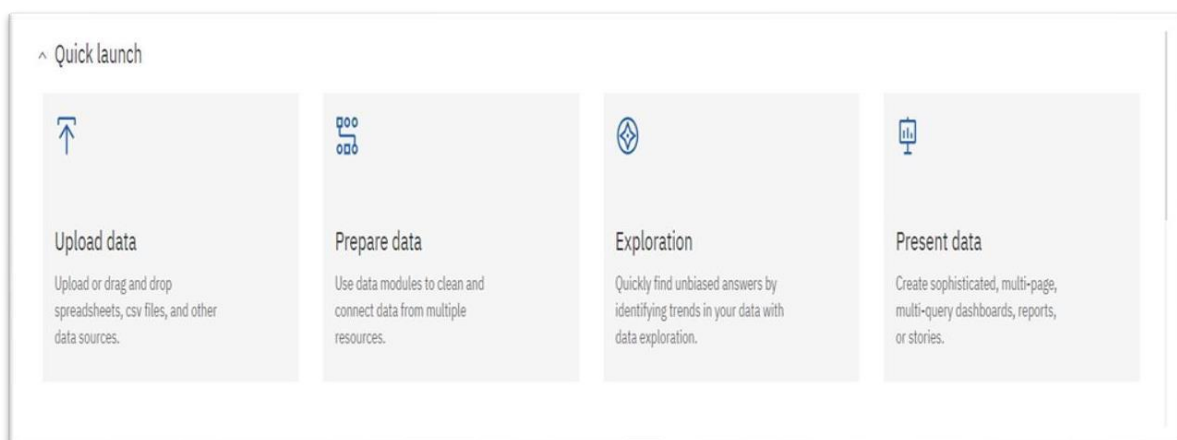 Quick launch
Upload data
Upload or drag and drop
spreadsheets, csv files, and other
data sources.
Prepare data
Use data modules to clean and
connect data from multiple
resources.
Exploration
Quickly find unbiased answers by
identifying trends in your data with
data exploration.
Present data
Create sophisticated, multi-page,
multi-query dashboards, reports,
or stories.